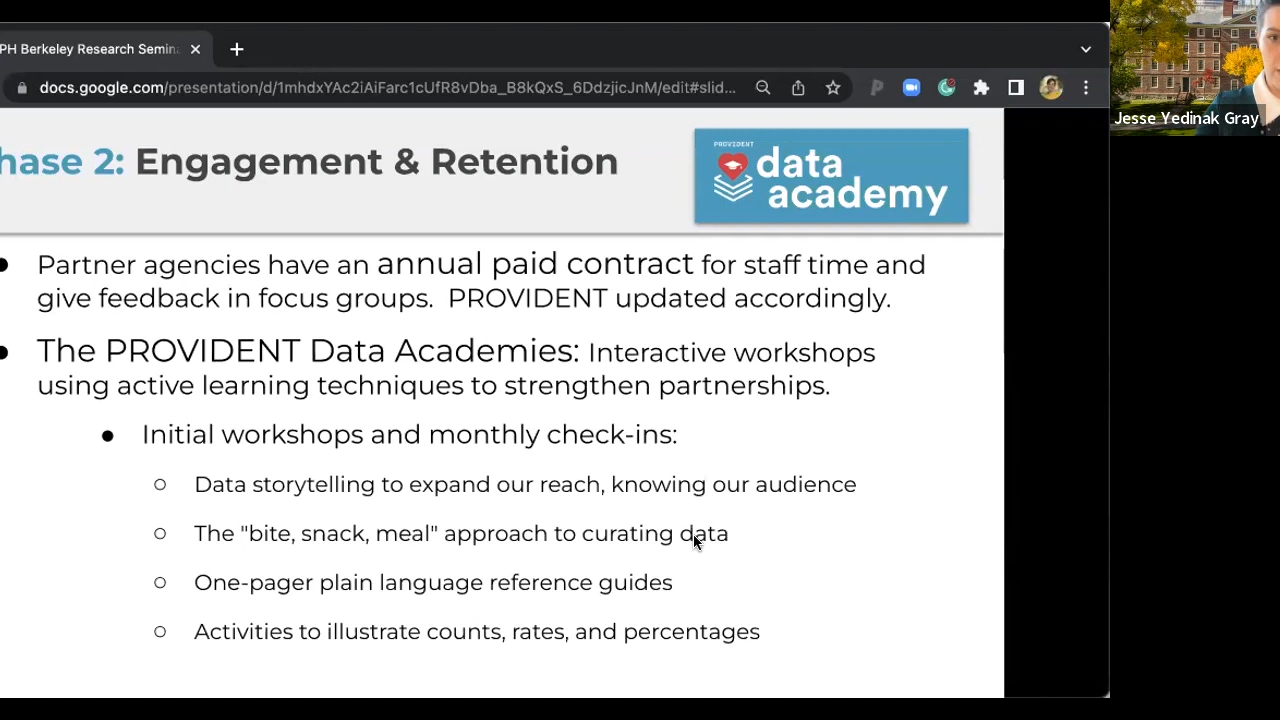 PH Berkeley Research Semin
docs.google.com/presentation/d/1mhdxYAc2iAiFarc1cUfR8vDba_B8kQxS_6DdzjicJnM/edit#slid...
Jesse Yedinak Gray
hase 2: Engagement & Retention
PROVIDENT
data
academy
● Partner agencies have an annual paid contract for staff time and
give feedback in focus groups. PROVIDENT updated accordingly.
● The PROVIDENT Data Academies: Interactive workshops
using active learning techniques to strengthen partnerships.
● Initial workshops and monthly check-ins:
○ Data storytelling to expand our reach, knowing our audience
○ The "bite, snack, meal" approach to curating data
○ One-pager plain language reference guides
○ Activities to illustrate counts, rates, and percentages